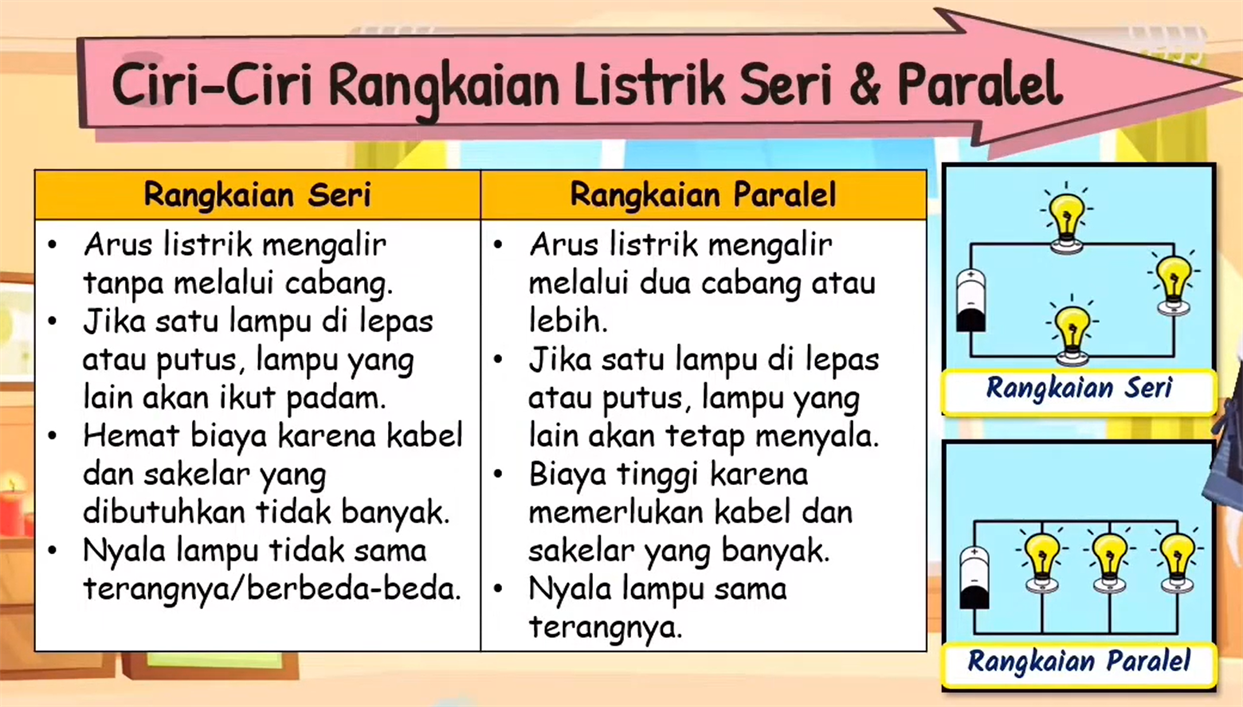 Ciri-Ciri Rangkaian Listrik Seri & Paralel
Rangkaian Seri
• Arus listrik mengalir
tanpa melalui cabang.
• Jika satu lampu di lepas
atau putus, lampu yang
lain akan ikut padam.
• Hemat biaya karena kabel
dan sakelar yang
dibutuhkan tidak banyak.
• Nyala lampu tidak sama
terangnya/berbeda-beda.
Rangkaian Paralel
• Arus listrik mengalir
melalui dua cabang atau
lebih.
• Jika satu lampu di lepas
atau putus, lampu yang
lain akan tetap menyala.
• Biaya tinggi karena
memerlukan kabel dan
sakelar yang banyak.
• Nyala lampu sama
terangnya.
+
-
Rangkaian Seri
+
-
Rangkaian Paralel